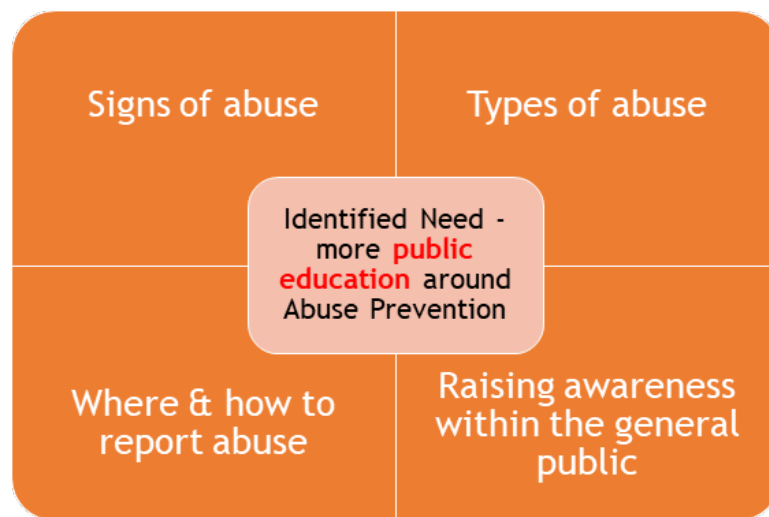 Signs of abuse
Types of abuse
Identified Need -
more public
education around
Abuse Prevention
Where & how to
report abuse
Raising awareness
within the general
public